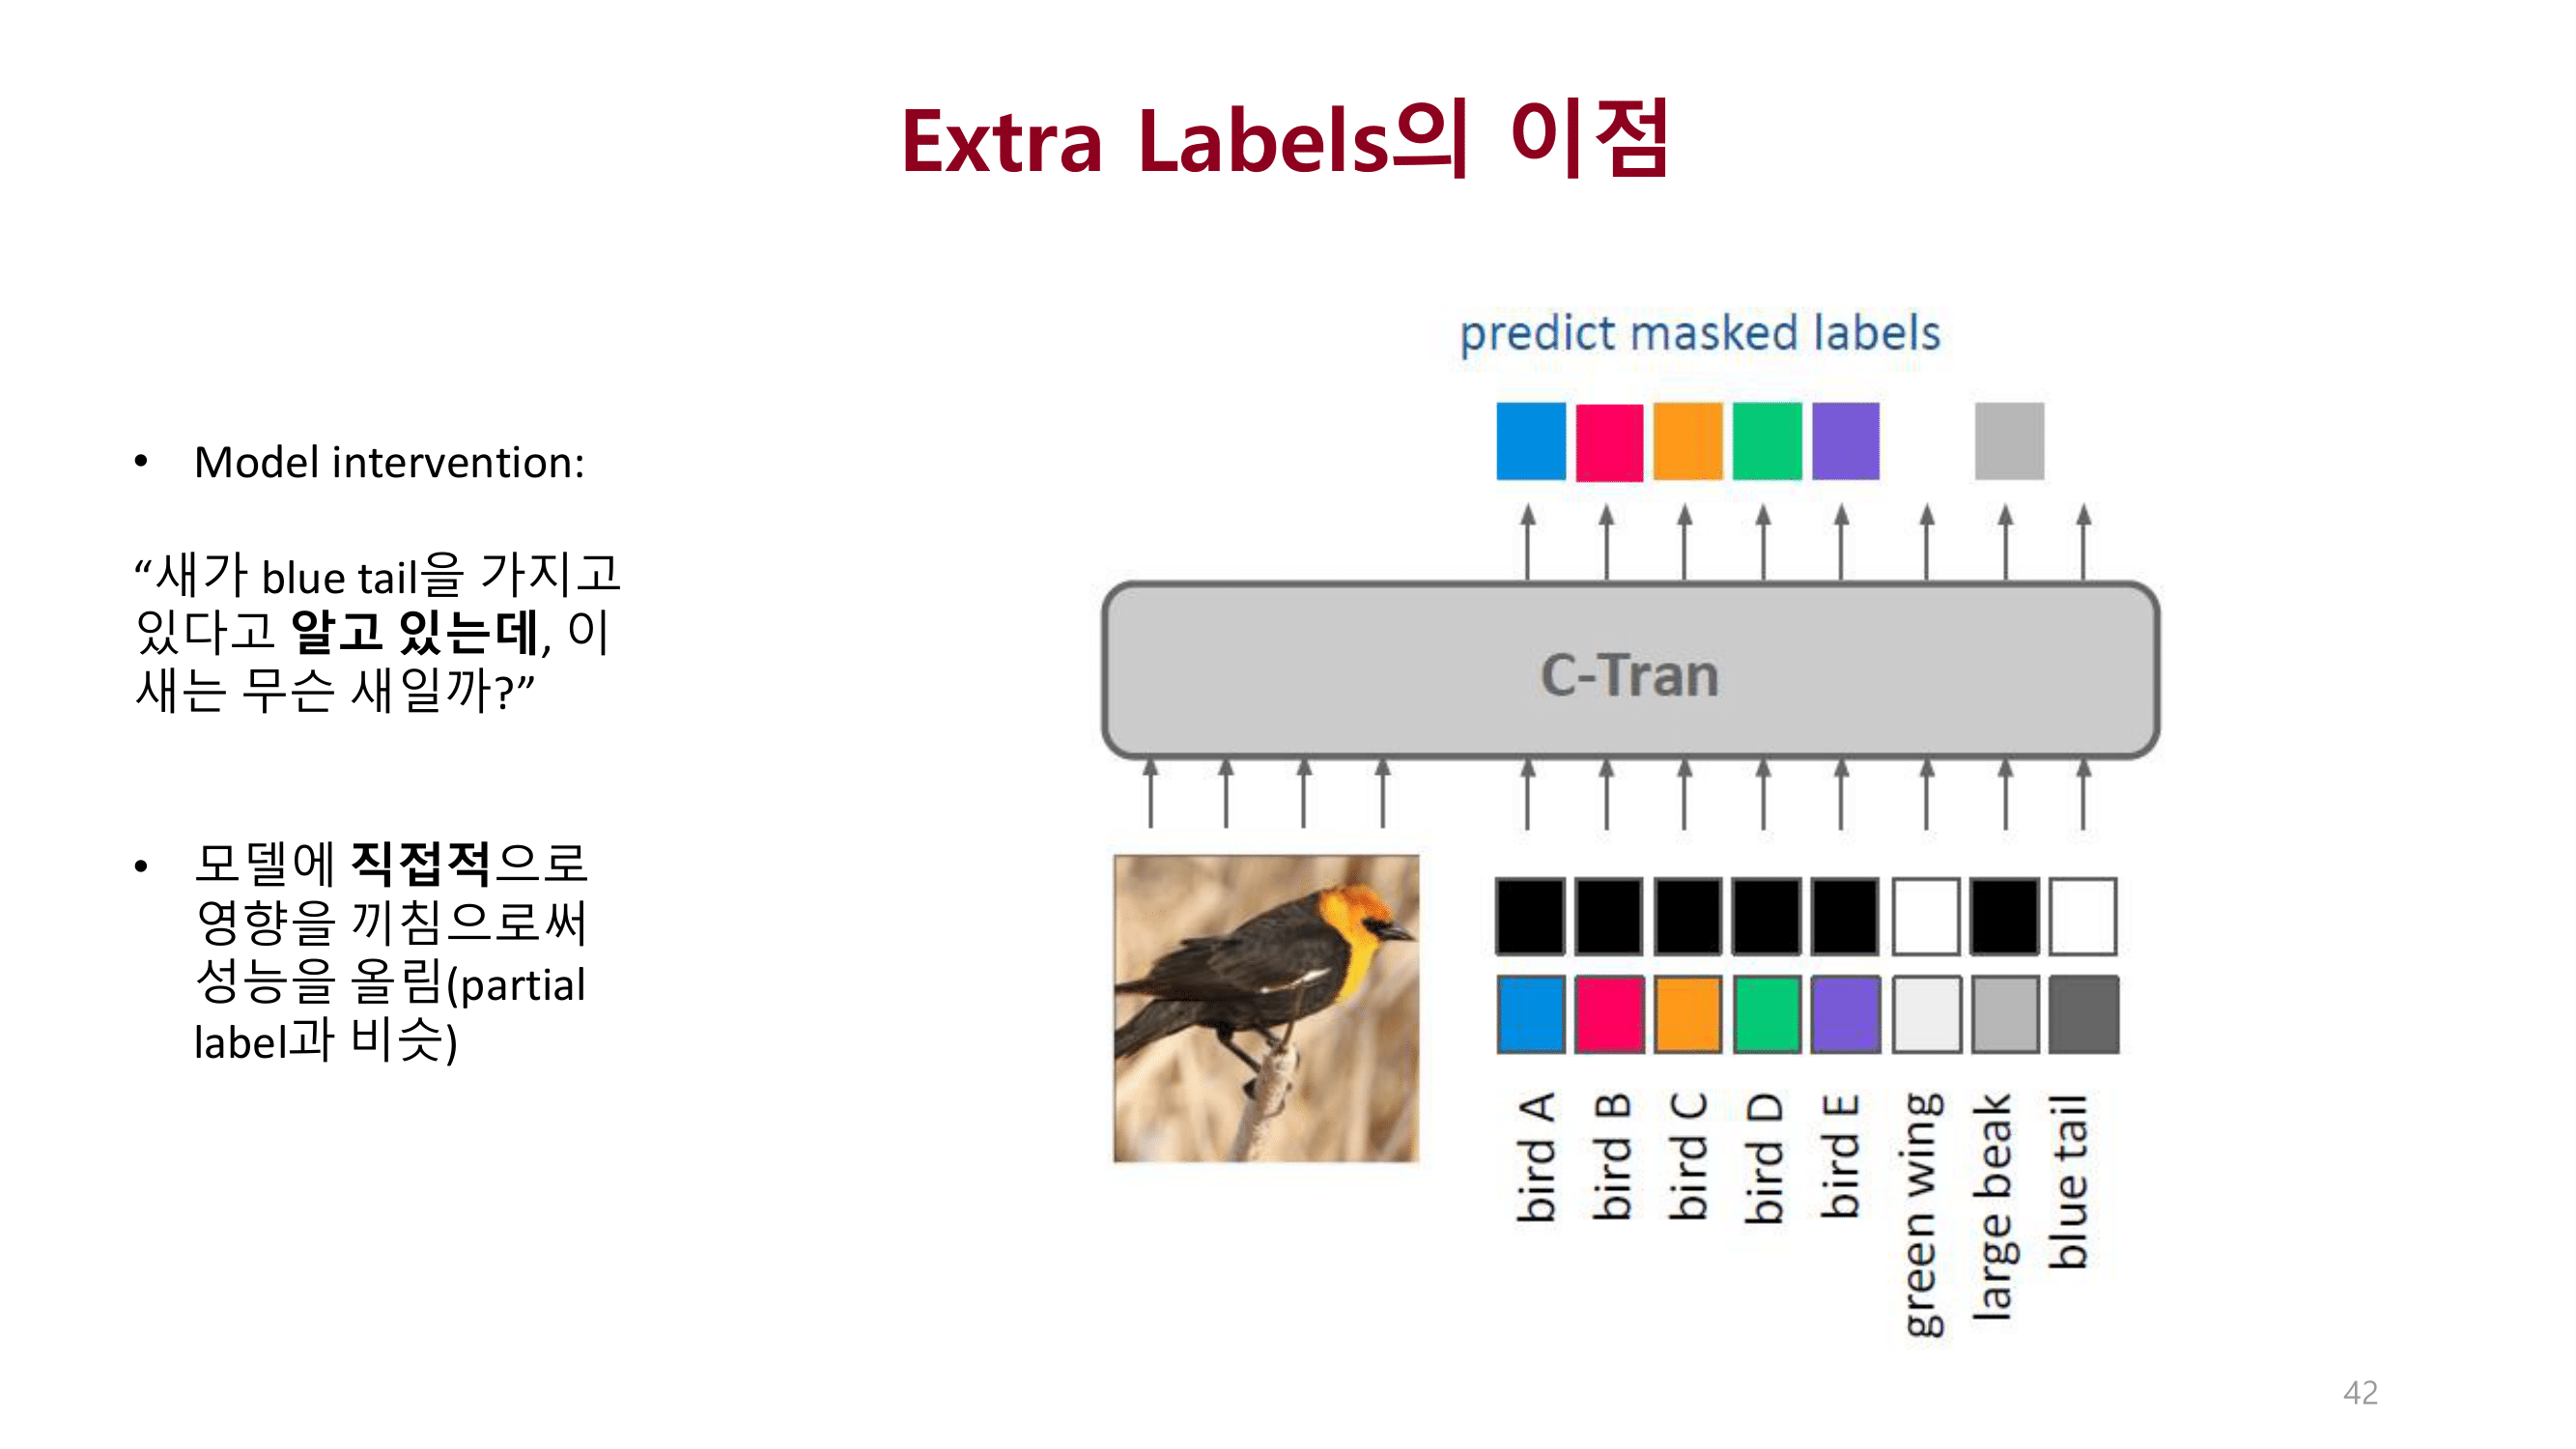 Extra Labels의 이점
• Model intervention:
“새가 blue tail을 가지고
있다고 알고 있는데, 이
새는 무슨 새일까?”
• 모델에 직접적으로
영향을 끼침으로써
성능을 올림(partial
label과 비슷)
predict masked labels
C-Tran
bird A
bird B
bird C
bird D
bird E
green wing
large beak
blue tail
42